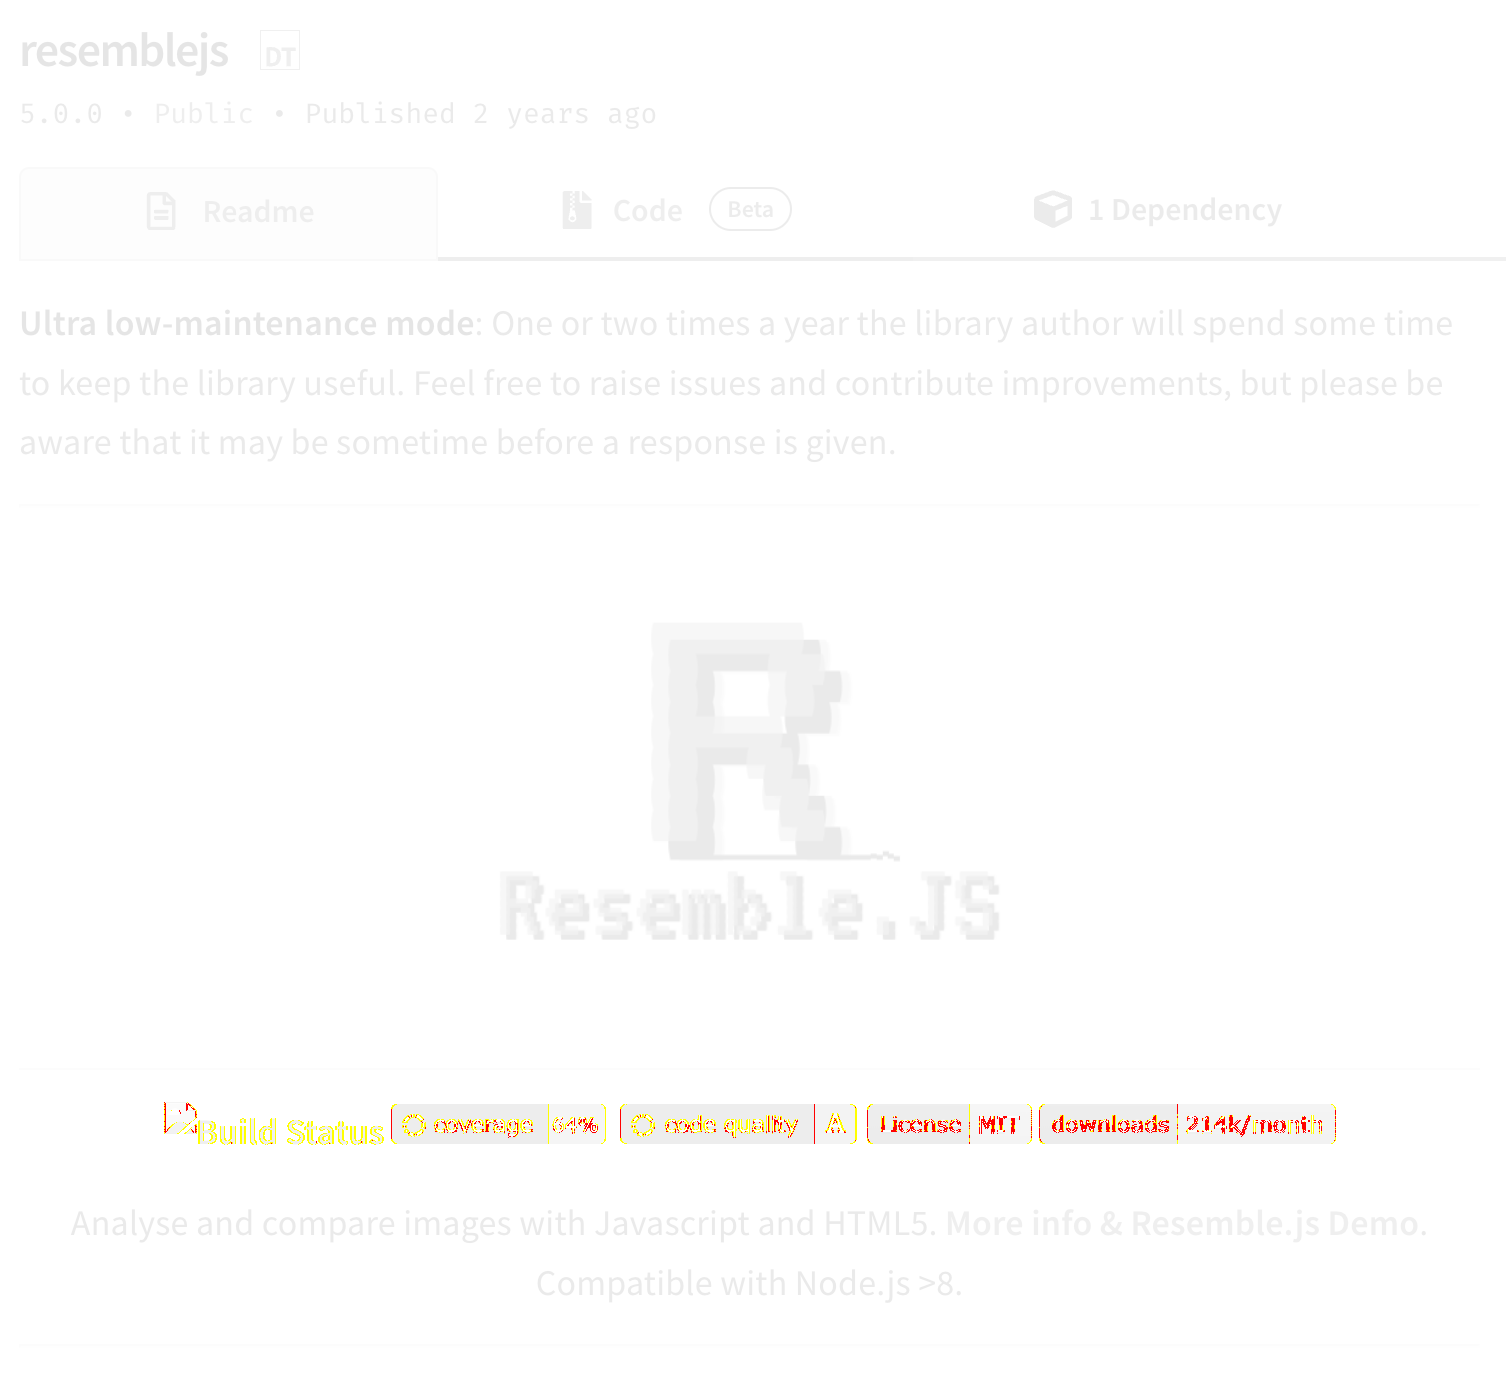 resemblejs DT
5.0.0 • Public • Published 2 years ago
Readme Code Beta 1 Dependency
Ultra low-maintenance mode: One or two times a year the library author will spend some time
to keep the library useful. Feel free to raise issues and contribute improvements, but please be
aware that it may be sometime before a response is given.
R
Resemble.JS
Build Status coverage code quality A License MIT downloads 214k/month
Analyse and compare images with Javascript and HTML5. More info & Resemble.js Demo.
Compatible with Node.js >8.